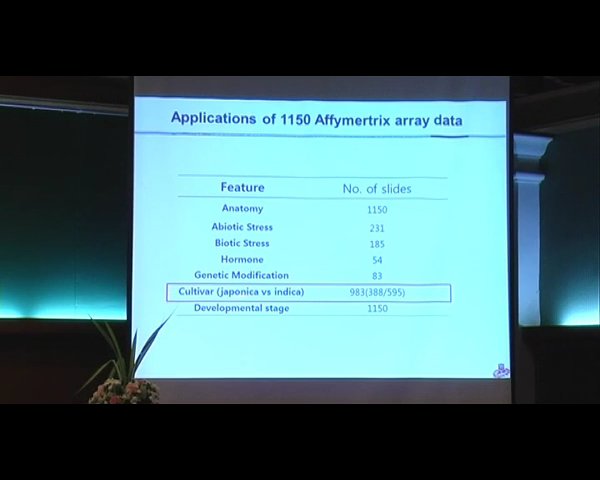 Applications of 1150 Affymertrix array data
Feature No. of slides
Anatomy 1150
Abiotic Stress 231
Biotic Stress 185
Hormone 54
Genetic Modification 83
Cultivar (japonica vs indica) 983(388/595)
Developmental stage 1150